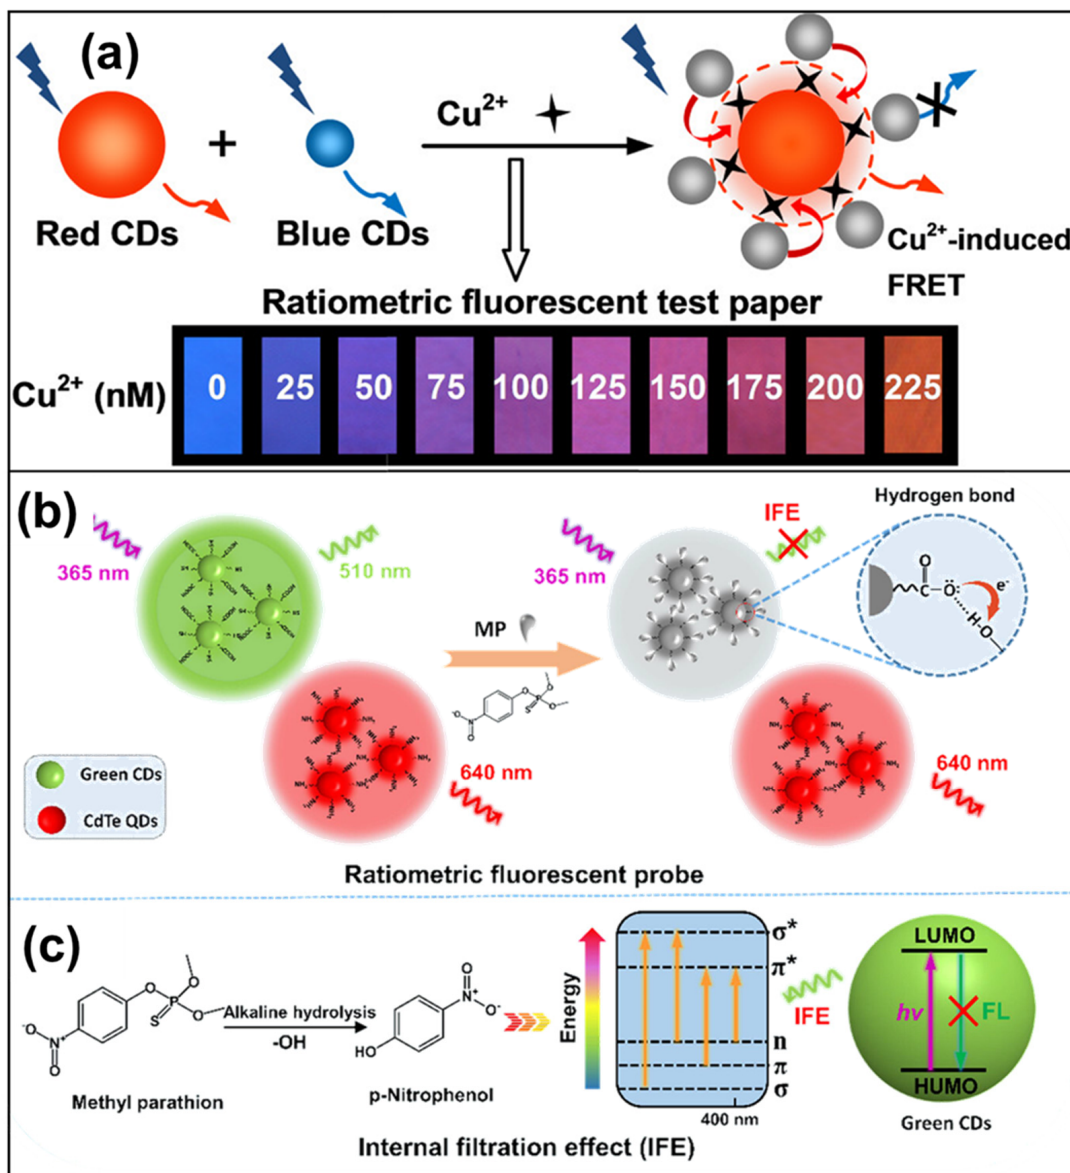 (a)
Cu²⁺
Red CDs
+
Blue CDs
Cu²⁺-induced
FRET
Ratiometric fluorescent test paper
Cu²⁺ (nM)
0 25 50 75 100 125 150 175 200 225
(b)
365 nm
510 nm
365 nm
IFE
Hydrogen bond
MP
640 nm
640 nm
Green CDs
CdTe QDs
Ratiometric fluorescent probe
(c)
Alkaline hydrolysis
-OH
Methyl parathion
p-Nitrophenol
Energy
σ*
π*
n
π
σ
400 nm
IFE
LUMO
hv
FL
HUMO
Green CDs
Internal filtration effect (IFE)